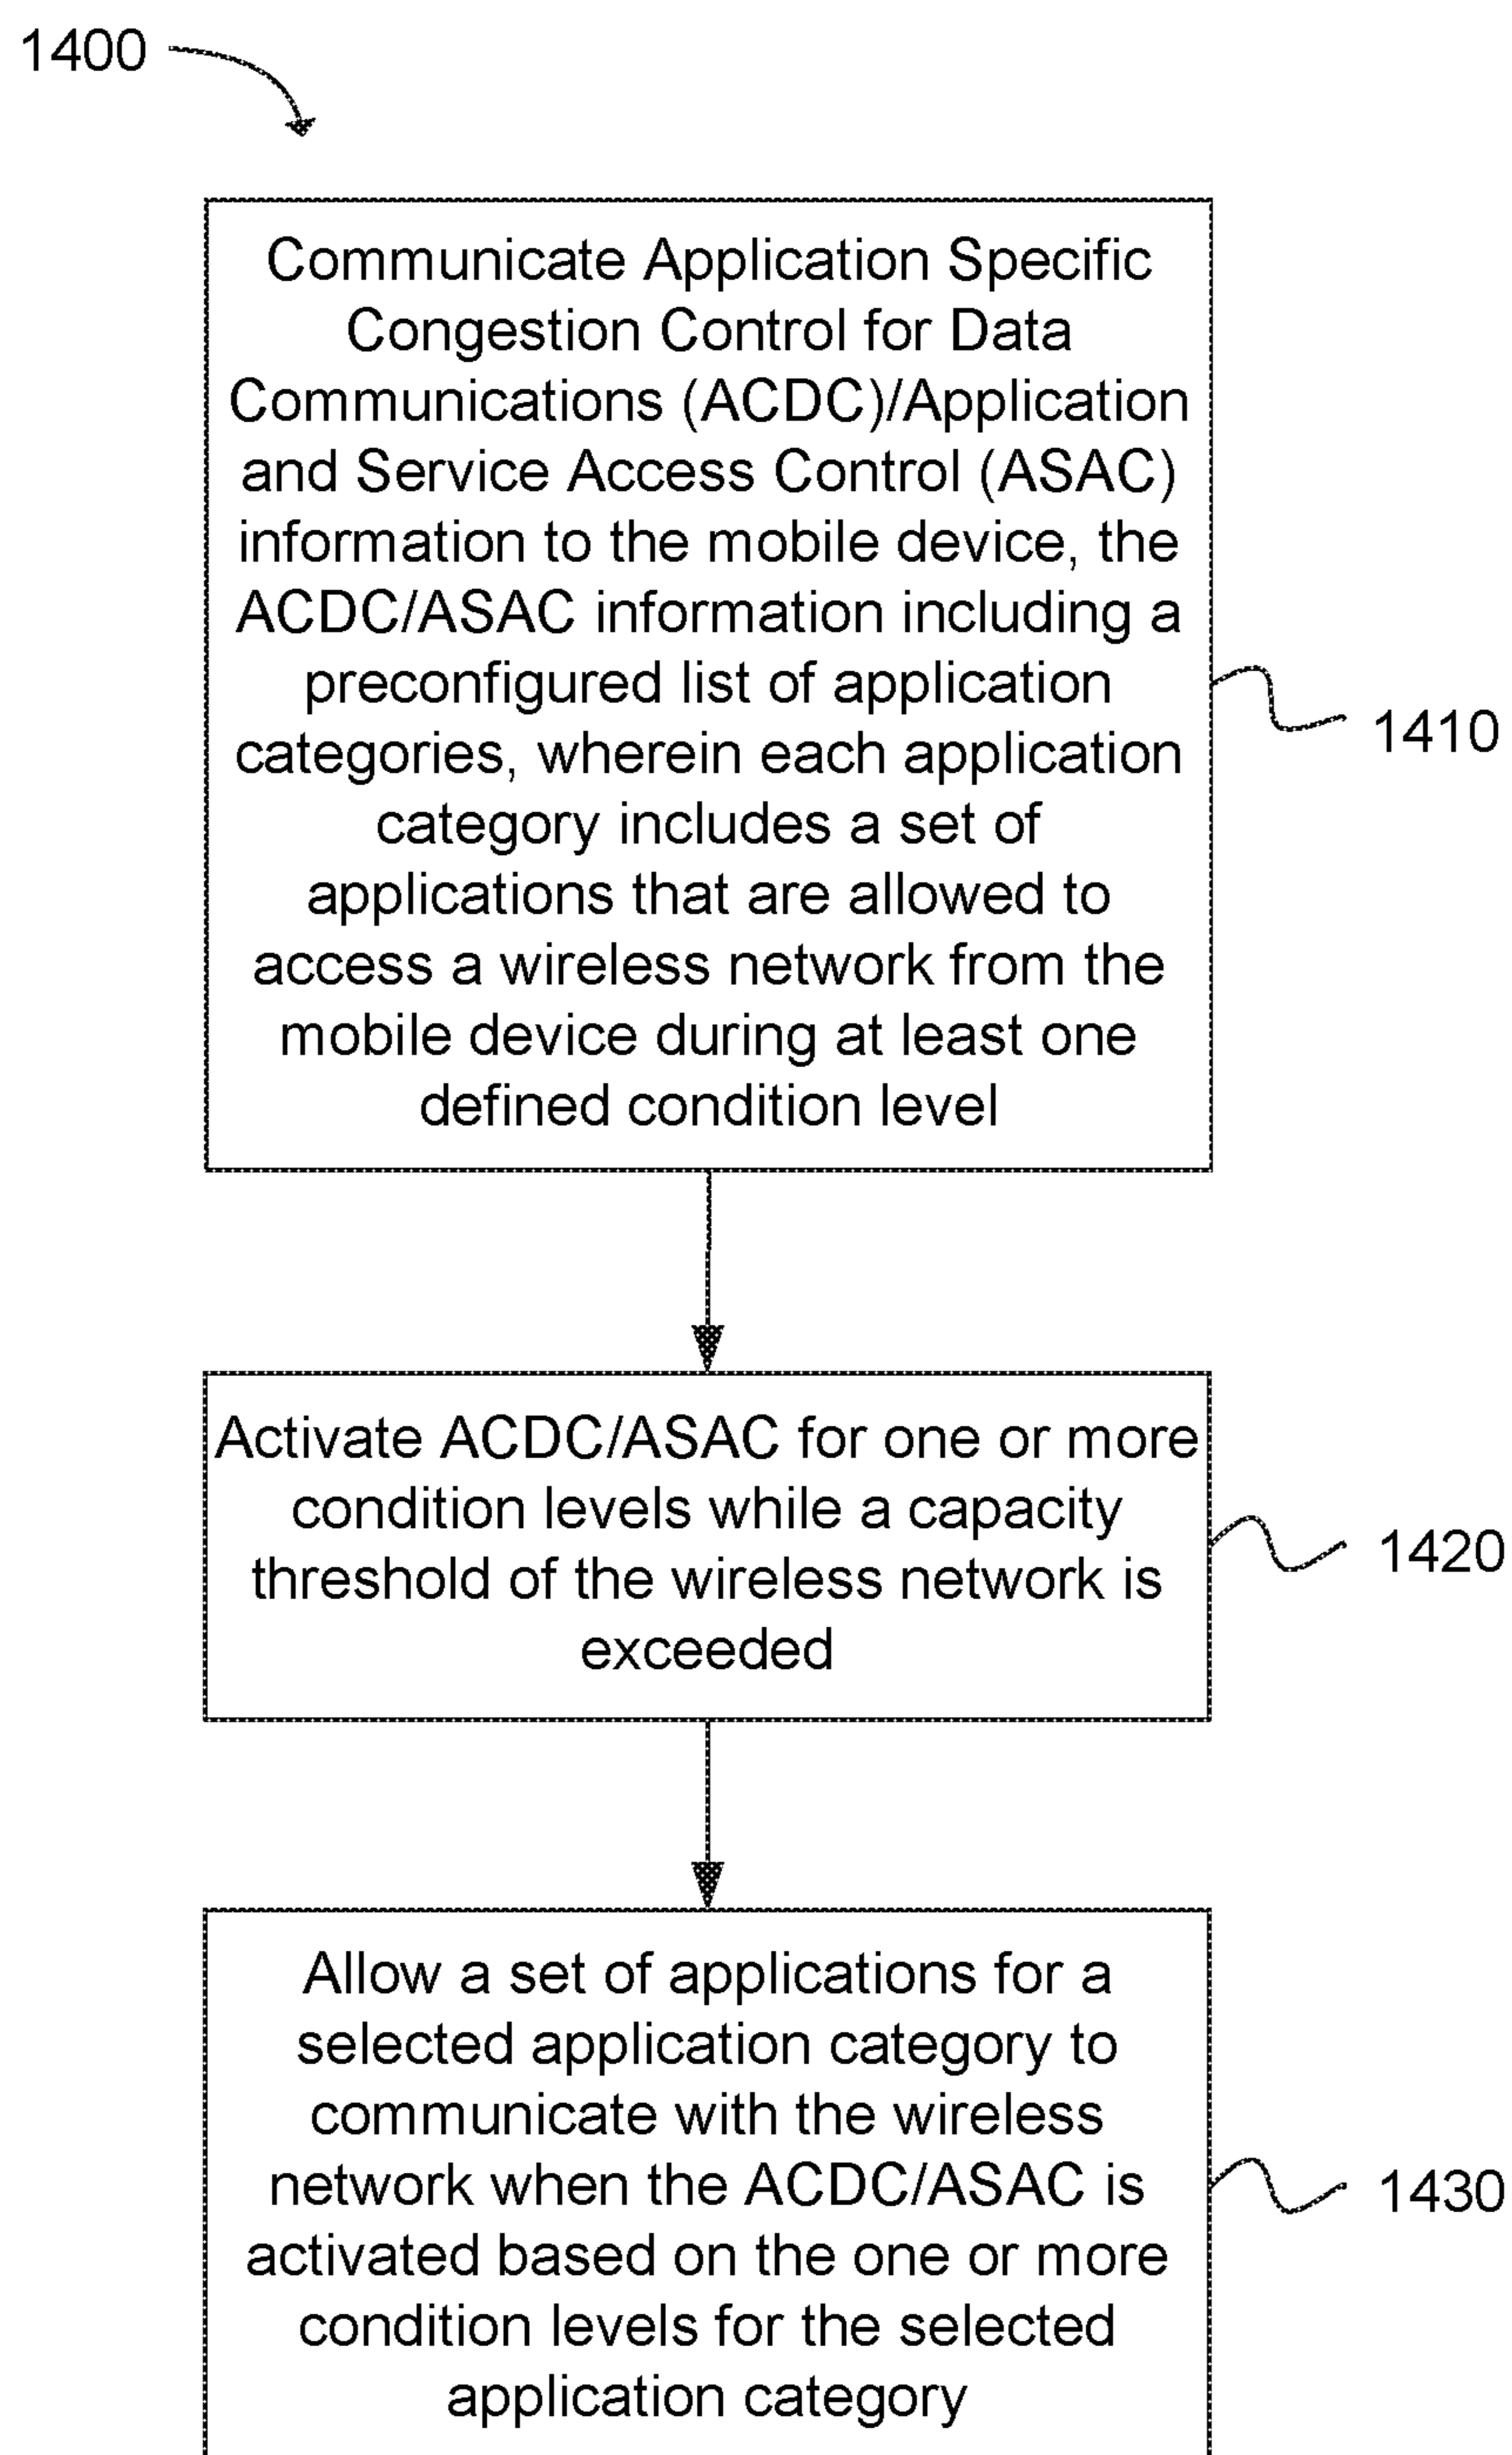 1400
Communicate Application Specific
Congestion Control for Data
Communications (ACDC)/Application
and Service Access Control (ASAC)
information to the mobile device, the
ACDC/ASAC information including a
preconfigured list of application
categories, wherein each application
category includes a set of
applications that are allowed to
access a wireless network from the
mobile device during at least one
defined condition level
1410
Activate ACDC/ASAC for one or more
condition levels while a capacity
threshold of the wireless network is
exceeded
1420
Allow a set of applications for a
selected application category to
communicate with the wireless
network when the ACDC/ASAC is
activated based on the one or more
condition levels for the selected
application category
1430